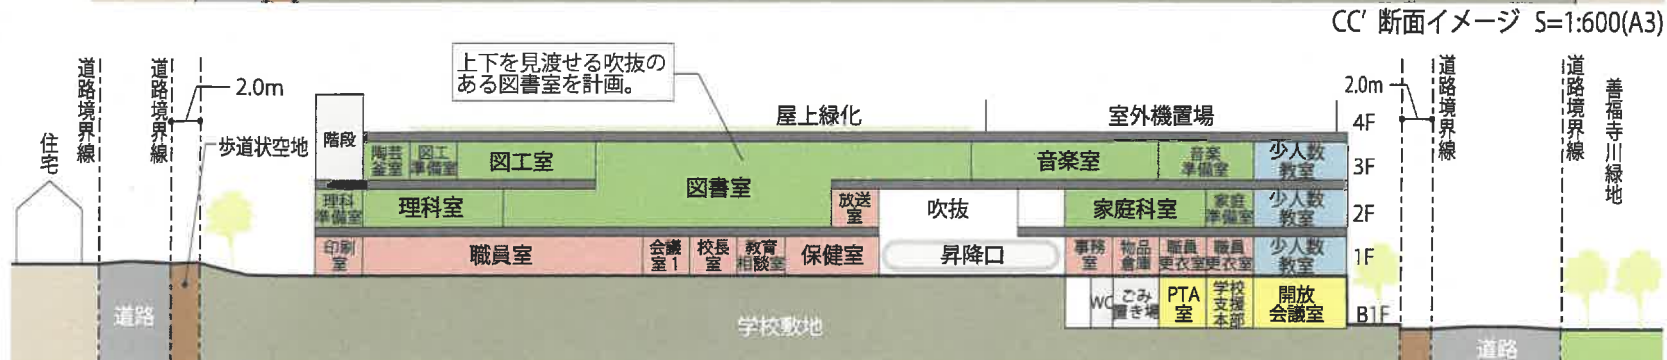 CC' 断面イメージ S=1:600(A3)
上下を見渡せる吹抜の
ある図書室を計画。
道路境界線
道路境界線
2.0m
歩道状空地
住宅
屋上緑化
室外機置場
2.0m
道路境界線
道路境界線
善福寺川緑地
4F
階段
陶芸
釜室
図工
準備室
図工室
図書室
音楽室
音楽
準備室
少人数
教室
3F
理科
準備室
理科室
放送
室
吹抜
家庭科室
家庭
準備室
少人数
教室
2F
印刷
室
職員室
会議
室1
校長
室
教育
相談室
保健室
昇降口
事務
室
物品
倉庫
職員
更衣室
職員
更衣室
少人数
教室
1F
WC
ごみ
置き場
PTA
室
学校
支援
本部
開放
会議室
B1F
道路
学校敷地
道路